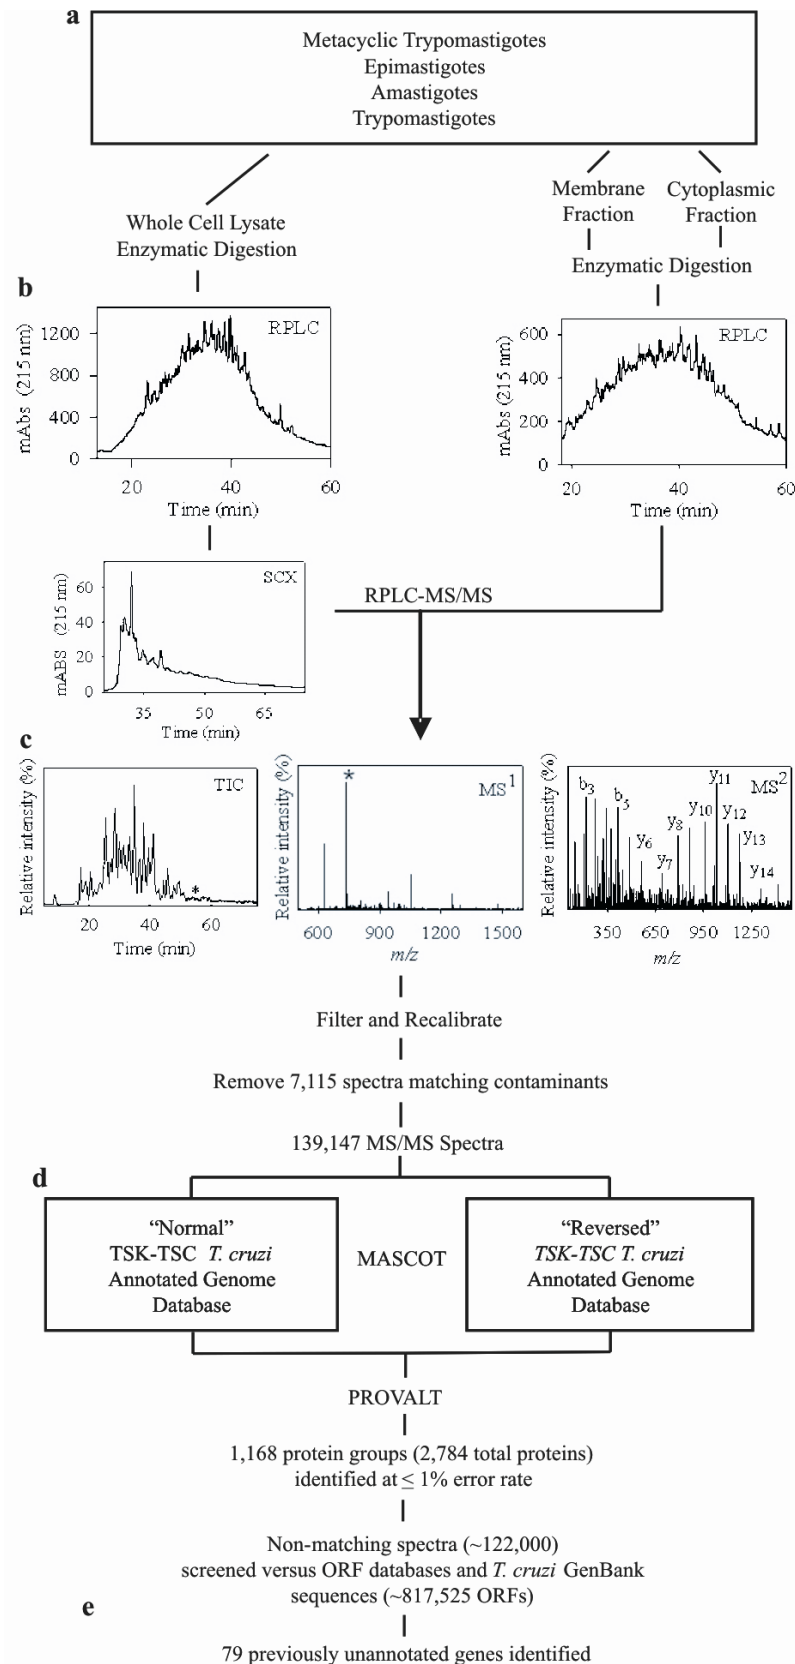 a
Metacyclic Trypomastigotes
Epimastigotes
Amastigotes
Trypomastigotes
Whole Cell Lysate
Enzymatic Digestion
Membrane
Fraction
Cytoplasmic
Fraction
Enzymatic Digestion
b
RPLC
mAbs (215 nm)
1200
800
400
0
20 40 60
Time (min)
RPLC
mAbs (215 nm)
600
400
200
0
20 40 60
Time (min)
SCX
mABS (215 nm)
60
40
20
0
35 50 65
Time (min)
RPLC-MS/MS
c
TIC
Relative intensity (%)
*
20 40 60
Time (min)
MS1
Relative intensity (%)
*
600 900 1200 1500
m/z
MS2
Relative intensity (%)
b3
b5
y6
y7
y8
y10
y11
y12
y13
y14
350 650 950 1250
m/z
Filter and Recalibrate
Remove 7,115 spectra matching contaminants
139,147 MS/MS Spectra
d
“Normal”
TSK-TSC T. cruzi
Annotated Genome
Database
MASCOT
“Reversed”
TSK-TSC T. cruzi
Annotated Genome
Database
PROVALT
1,168 protein groups (2,784 total proteins)
identified at ≤ 1% error rate
Non-matching spectra (~122,000)
screened versus ORF databases and T. cruzi GenBank
sequences (~817,525 ORFs)
e
79 previously unannotated genes identified